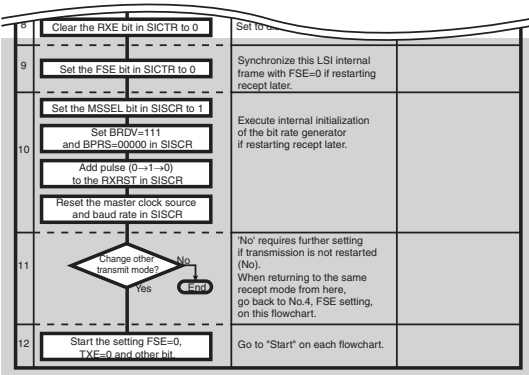 8
Clear the RXE bit in SICTR to 0
Set to
9
Set the FSE bit in SICTR to 0
Synchronize this LSI internal
frame with FSE=0 if restarting
recept later.
10
Set the MSSEL bit in SISCR to 1
Set BRDV=111
and BPRS=00000 in SISCR
Add pulse (0→1→0)
to the RXRST in SISCR
Reset the master clock source
and baud rate in SISCR
Execute internal initialization
of the bit rate generator
if restarting recept later.
11
Change other
transmit mode?
No
End
Yes
'No' requires further setting
if transmission is not restarted
(No).
When returning to the same
recept mode from here,
go back to No.4, FSE setting,
on this flowchart.
12
Start the setting FSE=0,
TXE=0 and other bit.
Go to "Start" on each flowchart.